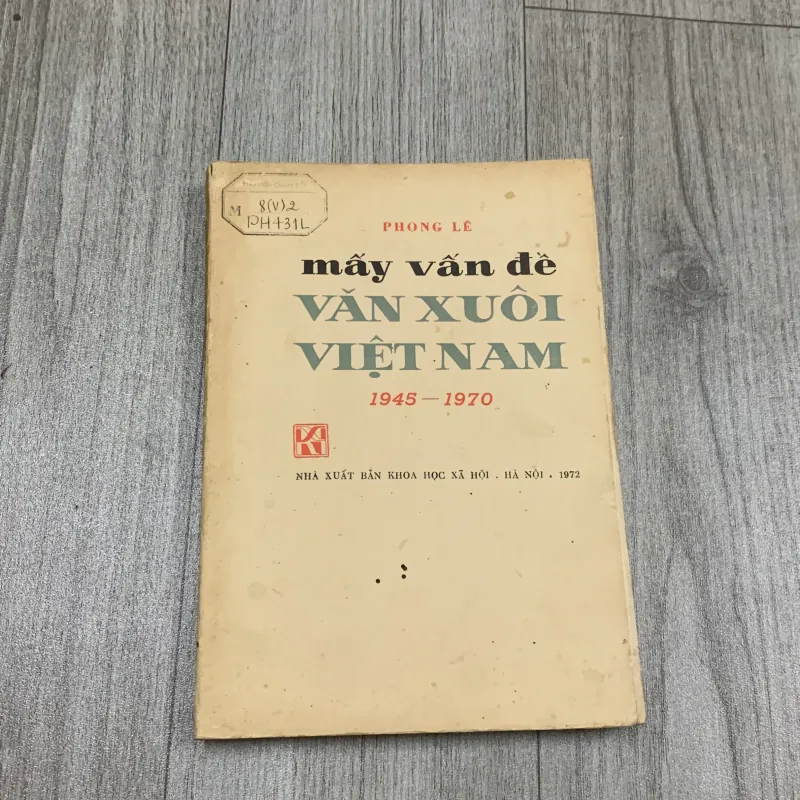 M 8(V)2
PH431L
PHONG LÊ
mấy vấn đề
VĂN XUÔI
VIỆT NAM
1945 — 1970
NHÀ XUẤT BẢN KHOA HỌC XÃ HỘI . HÀ NỘI . 1972